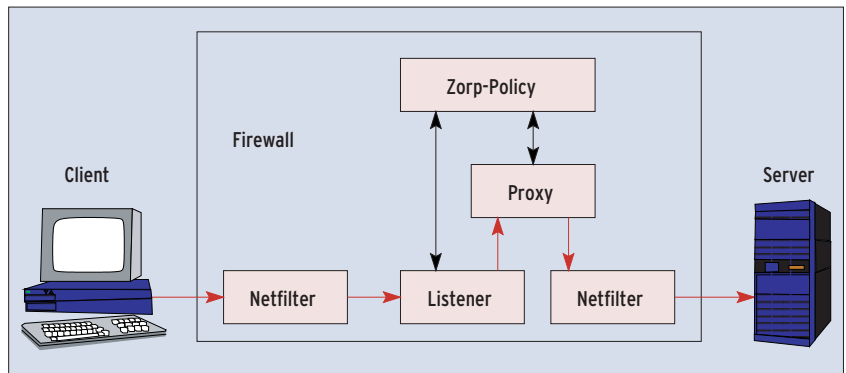 Zorp-Policy
Firewall
Client
Proxy
Server
Netfilter
Listener
Netfilter